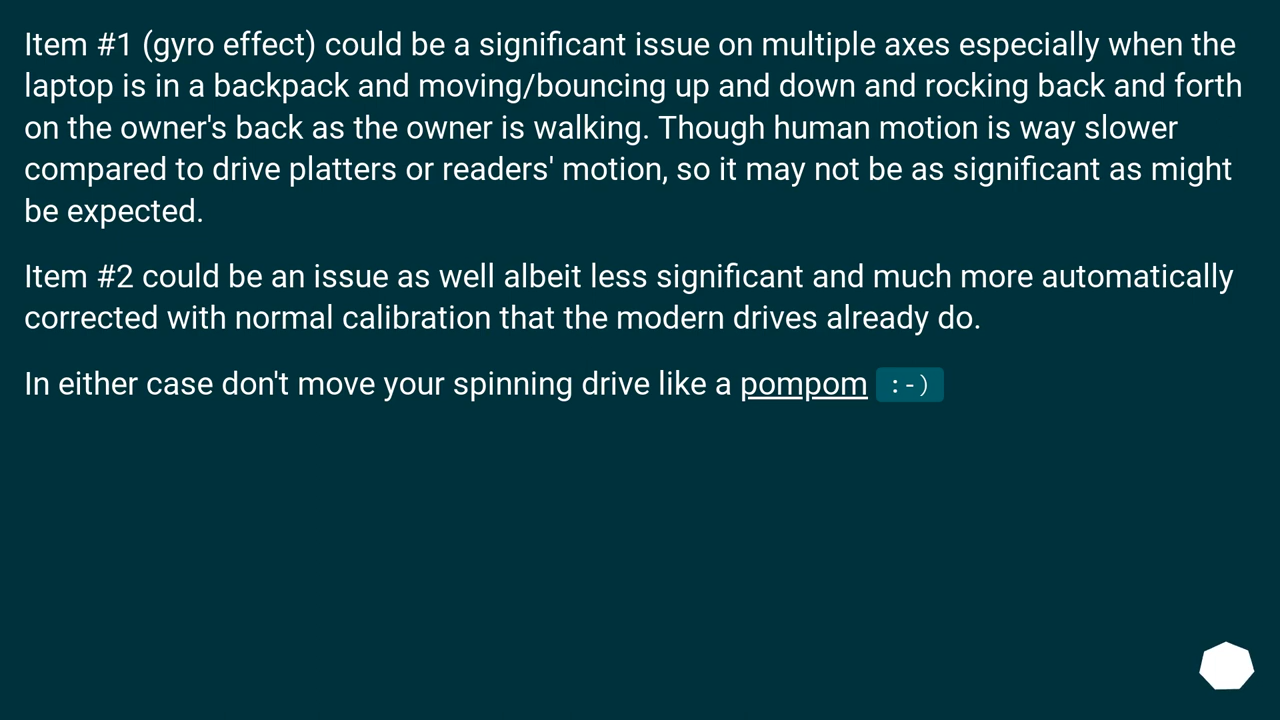 Item #1 (gyro effect) could be a significant issue on multiple axes especially when the
laptop is in a backpack and moving/bouncing up and down and rocking back and forth
on the owner's back as the owner is walking. Though human motion is way slower
compared to drive platters or readers' motion, so it may not be as significant as might
be expected.
Item #2 could be an issue as well albeit less significant and much more automatically
corrected with normal calibration that the modern drives already do.
In either case don't move your spinning drive like a pompom :-)